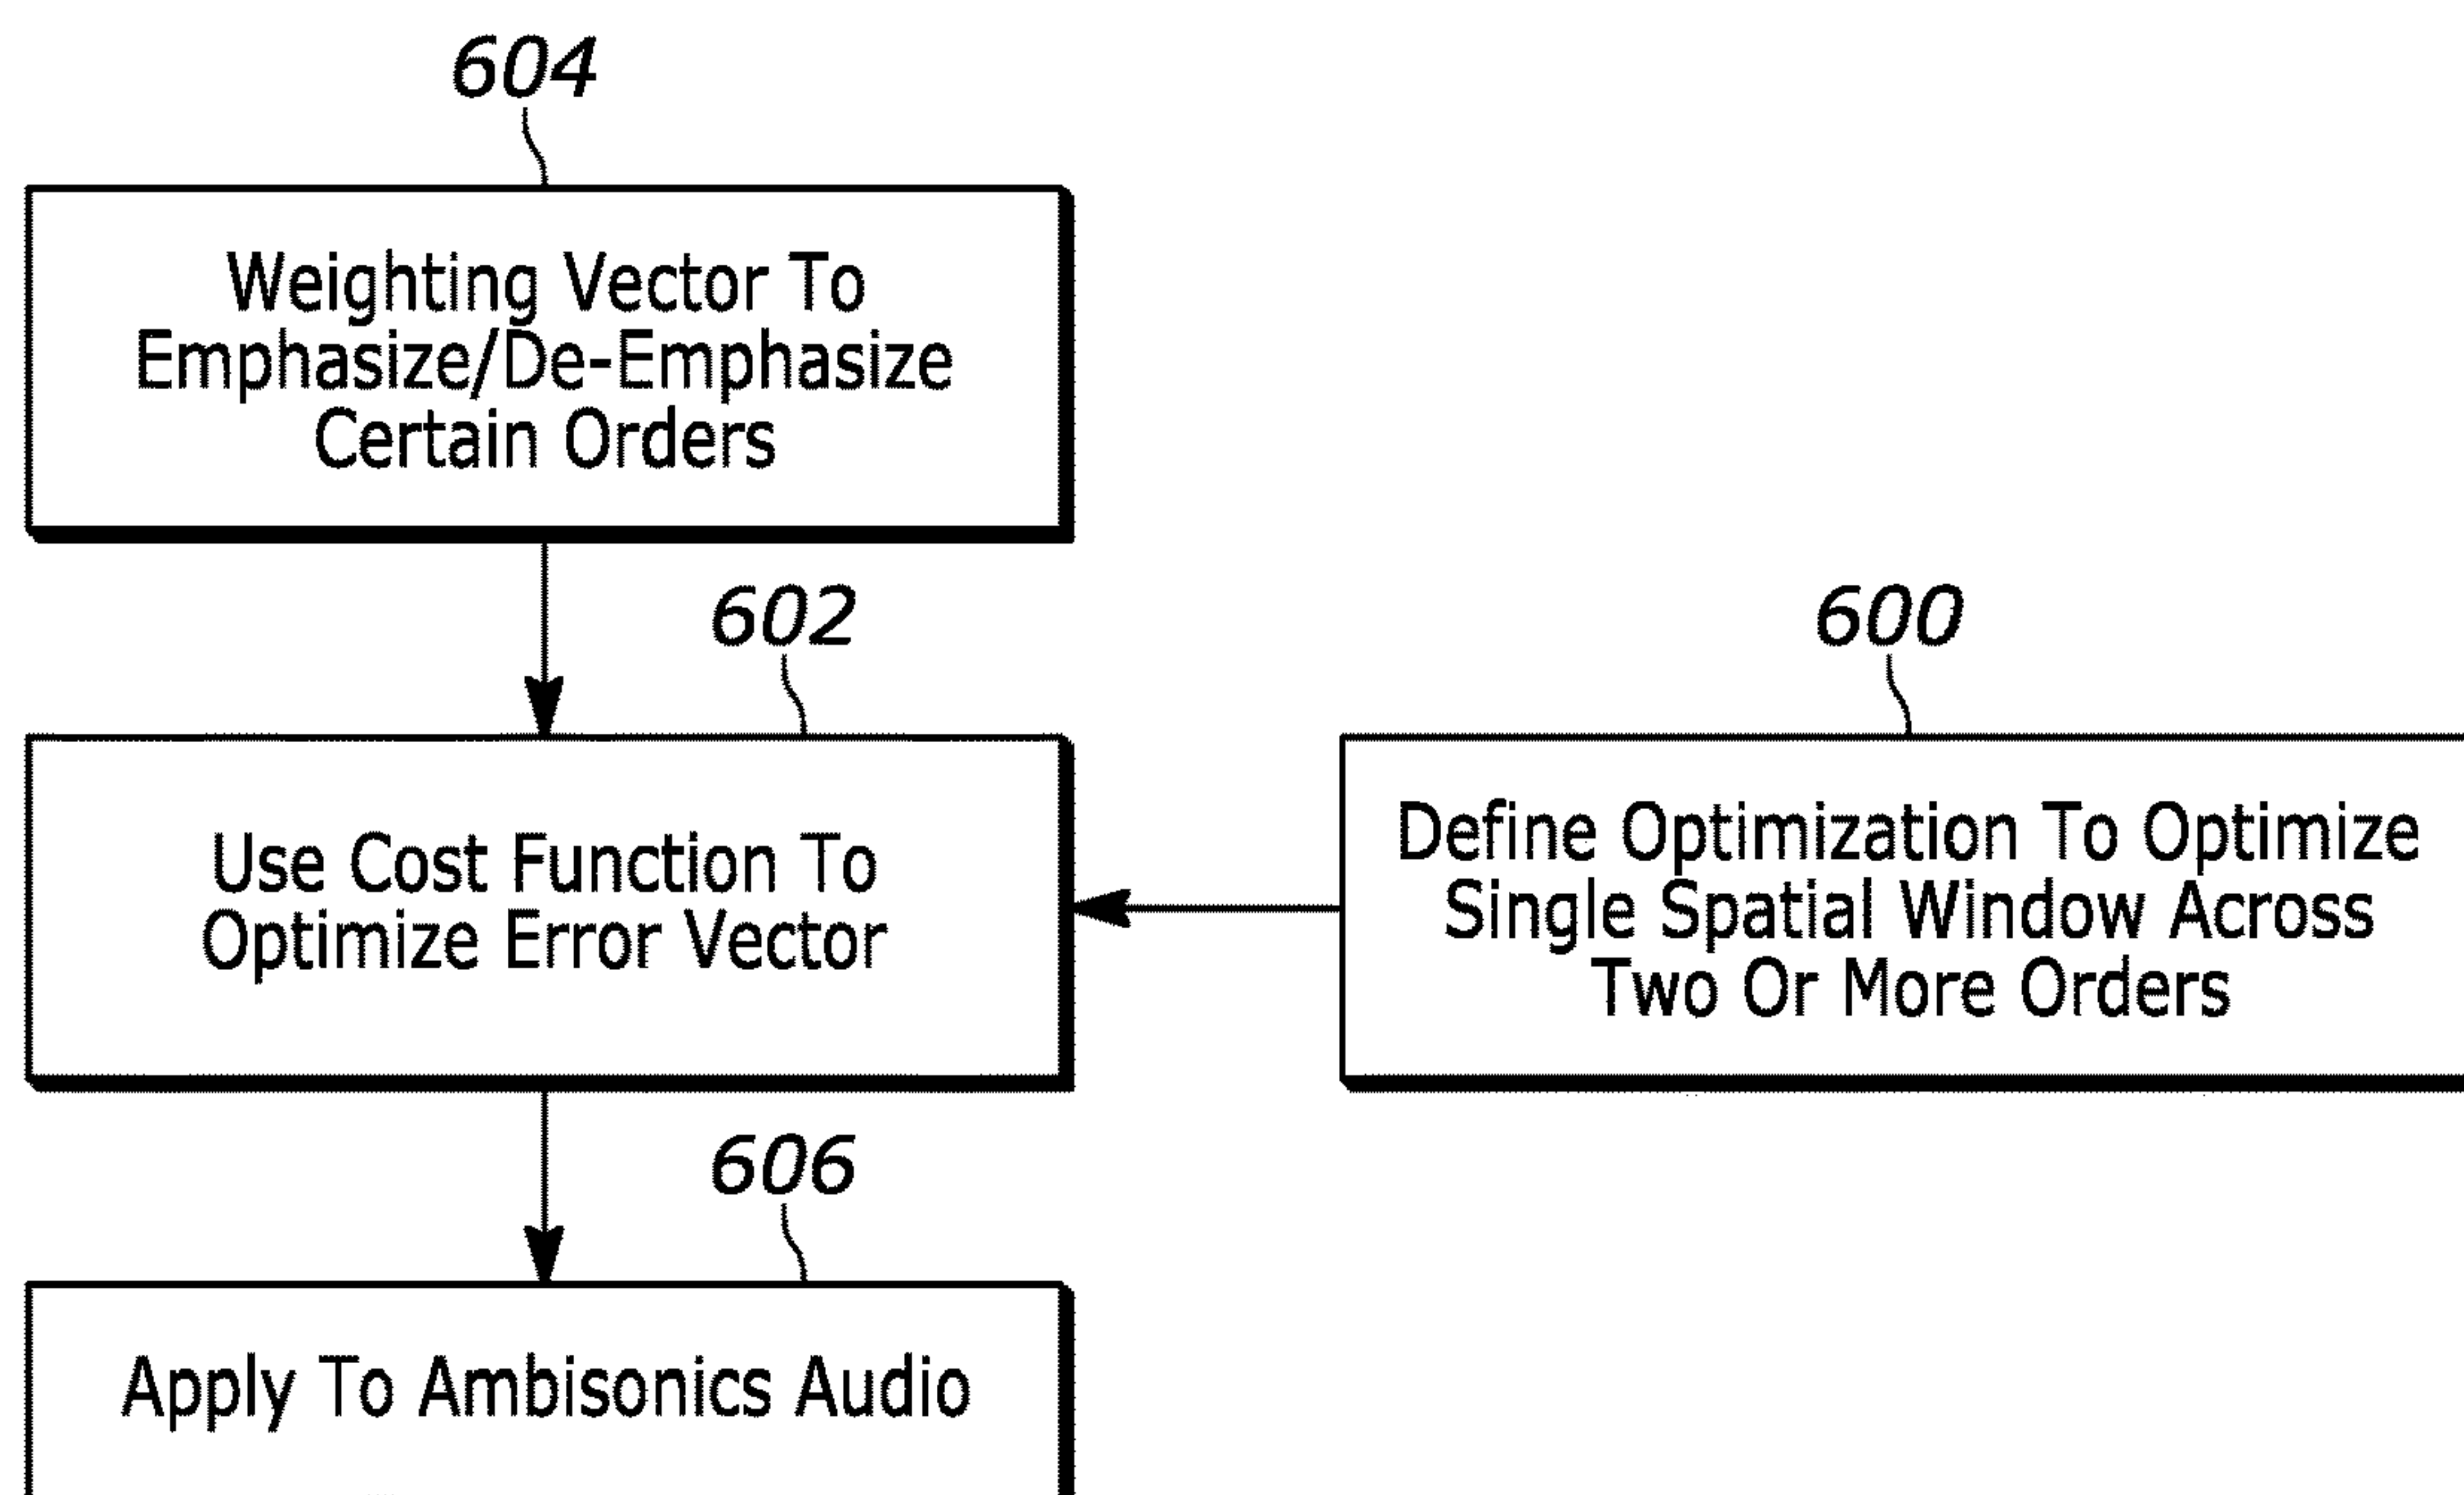 604
Weighting Vector To
Emphasize/De-Emphasize
Certain Orders
602
Use Cost Function To
Optimize Error Vector
600
Define Optimization To Optimize
Single Spatial Window Across
Two Or More Orders
606
Apply To Ambisonics Audio